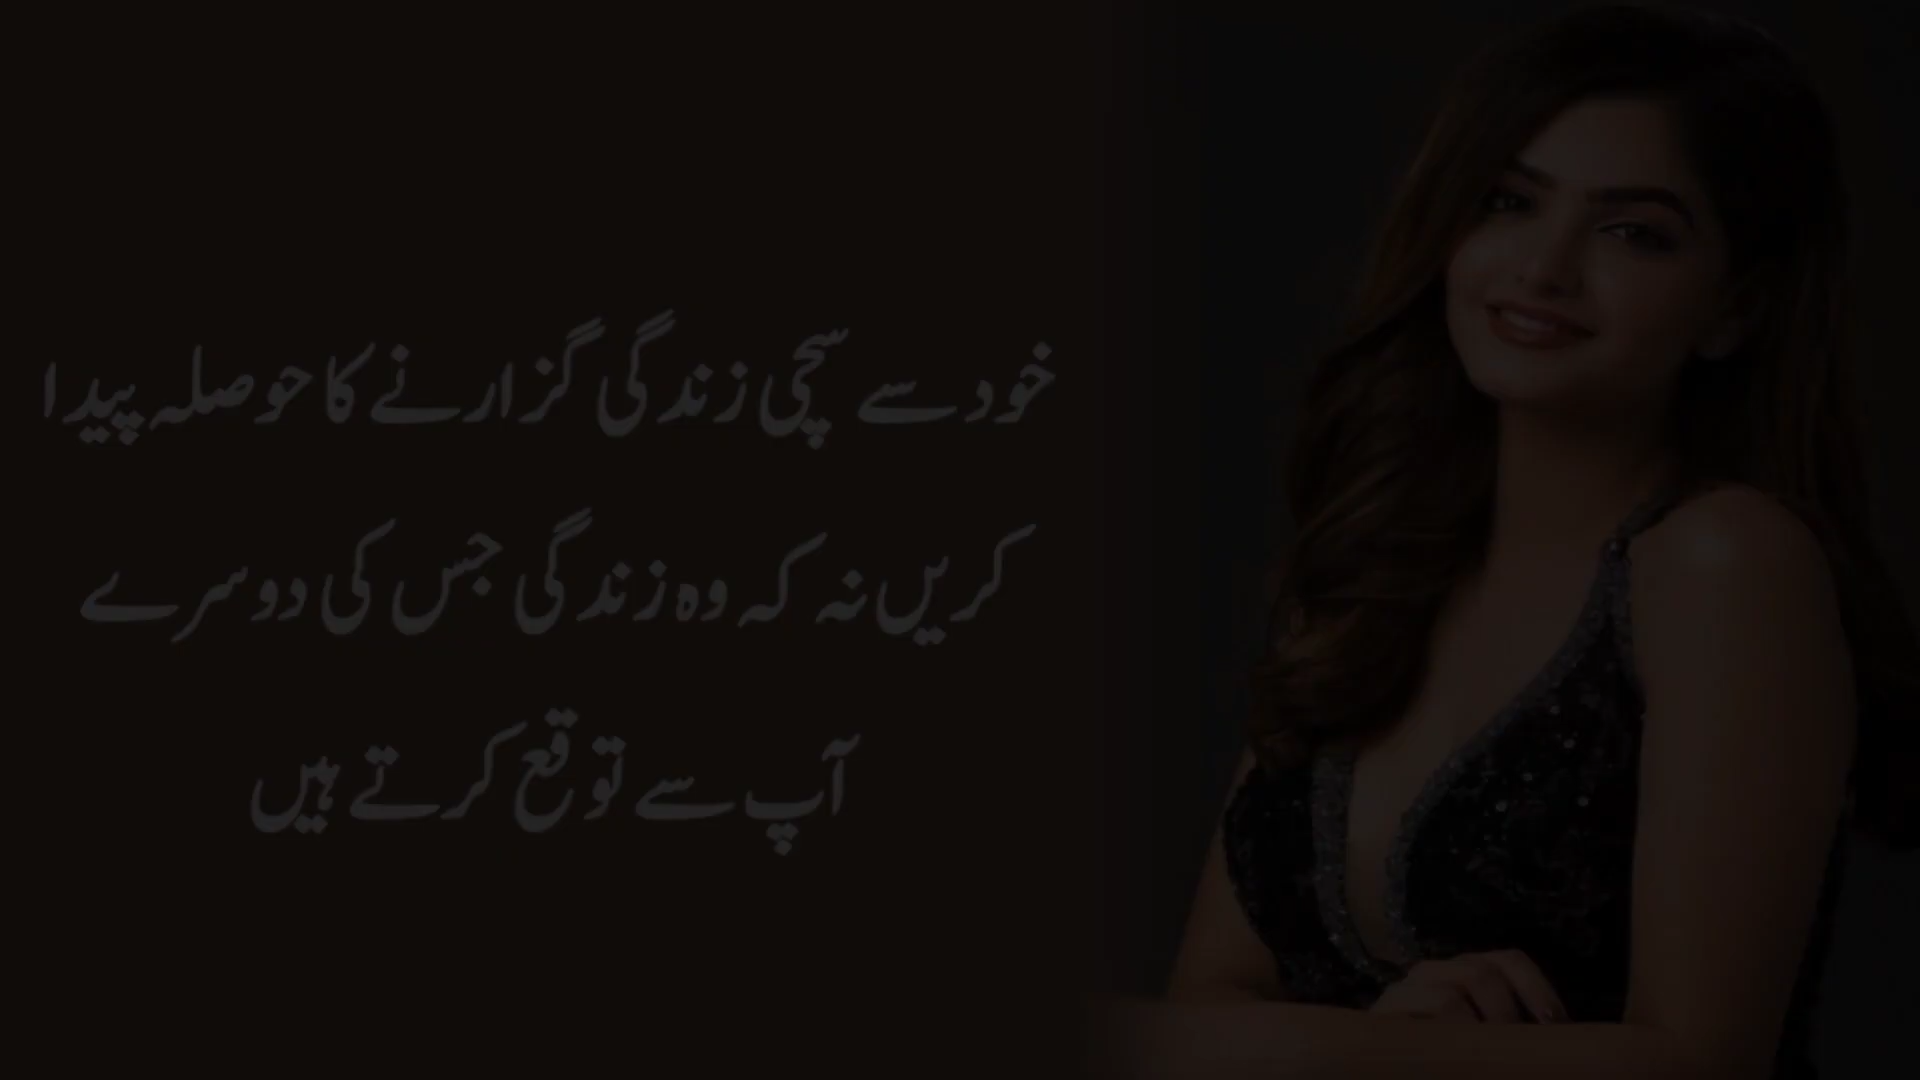 خود سے سچی زندگی گزارنے کا حوصلہ پیدا
کریں نہ کہ وہ زندگی جس کی دوسرے
آپ سے توقع کرتے ہیں